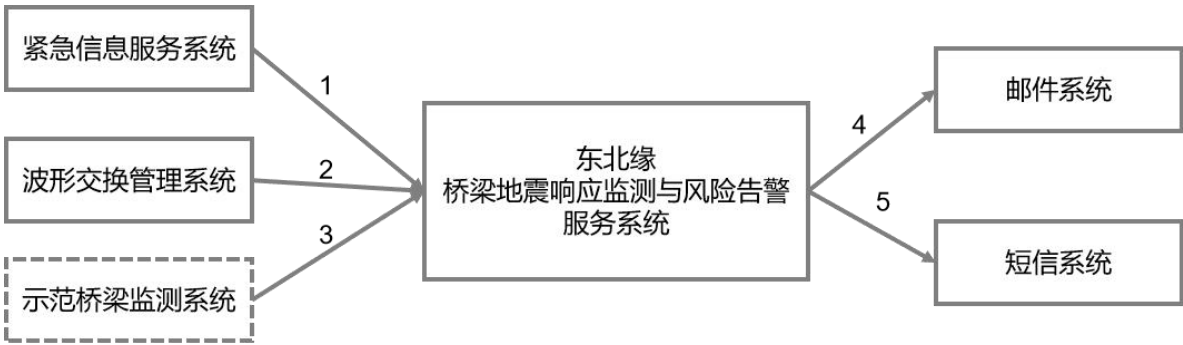 紧急信息服务系统
1
邮件系统
4
东北缘
桥梁地震响应监测与风险告警
服务系统
波形交换管理系统
2
5
3
短信系统
示范桥梁监测系统